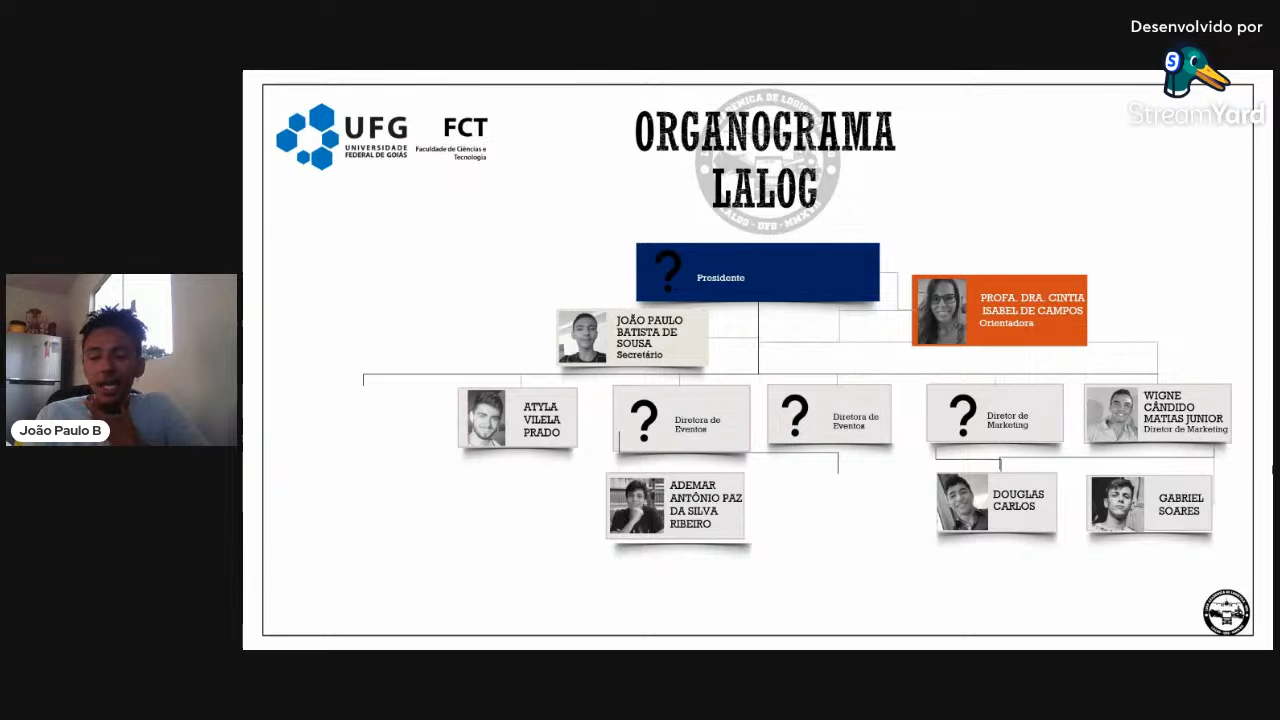 Desenvolvido por
StreamYard
UFG
UNIVERSIDADE
FEDERAL DE GOIÁS
FCT
Faculdade de Ciências e
Tecnologia
ORGANOGRAMA
LALOG
?
Presidente
PROFA. DRA. CINTIA
ISABEL DE CAMPOS
Orientadora
JOÃO PAULO
BATISTA DE
SOUSA
Secretário
ATYLA
VILELA
PRADO
?
Diretora de
Eventos
?
Diretora de
Eventos
?
Diretor de
Marketing
WIGNE
CÂNDIDO
MATIAS JUNIOR
Diretor de Marketing
João Paulo B
ADEMAR
ANTÔNIO PAZ
DA SILVA
RIBEIRO
DOUGLAS
CARLOS
GABRIEL
SOARES